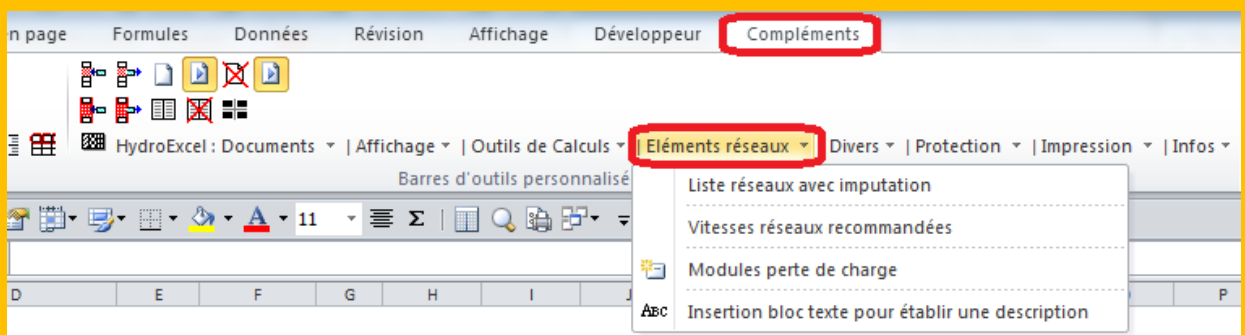 en page Formules Données Révision Affichage Développeur Compléments
HydroExcel : Documents | Affichage | Outils de Calculs | Eléments réseaux | Divers | Protection | Impression | Infos
Barres d'outils personnalisé
A 11 Σ
Liste réseaux avec imputation
Vitesses réseaux recommandées
Modules perte de charge
D E F G H I J P
ABC Insertion bloc texte pour établir une description